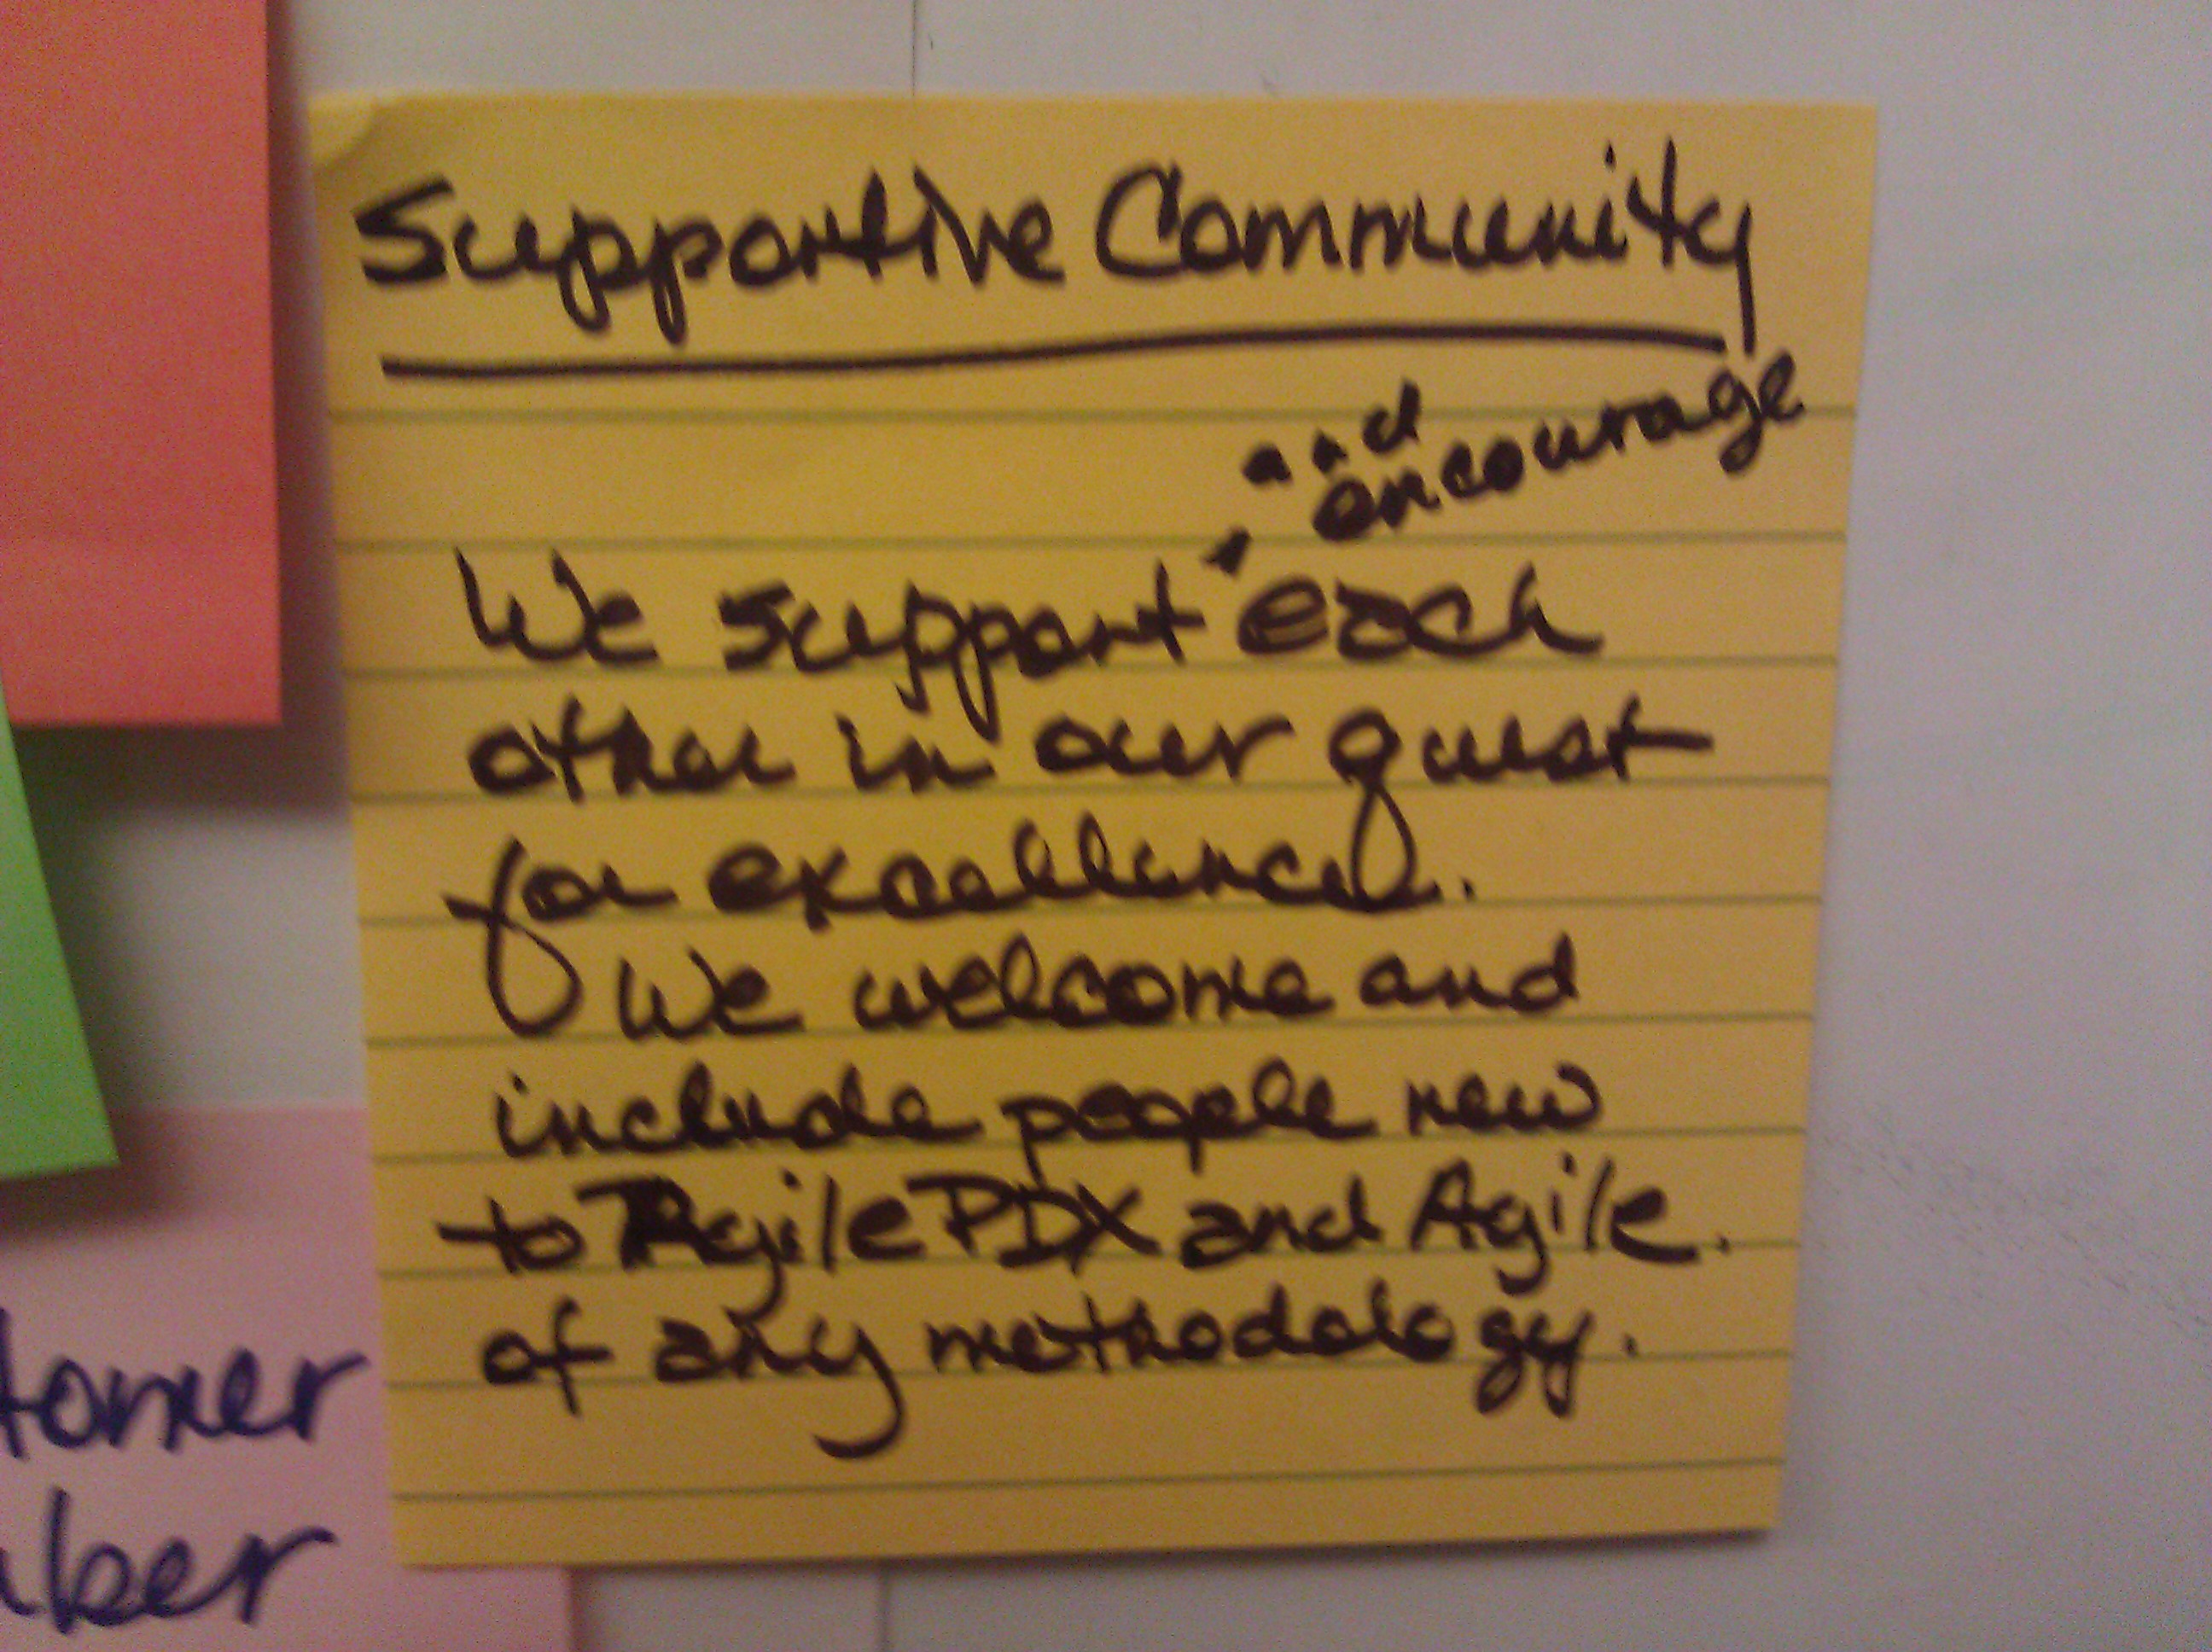 Supportive Community
and
encourage
We support each
other in our quest
for excellence.
We welcome and
include people new
to AgilePDX and Agile.
of any methodology.
tomer
ber